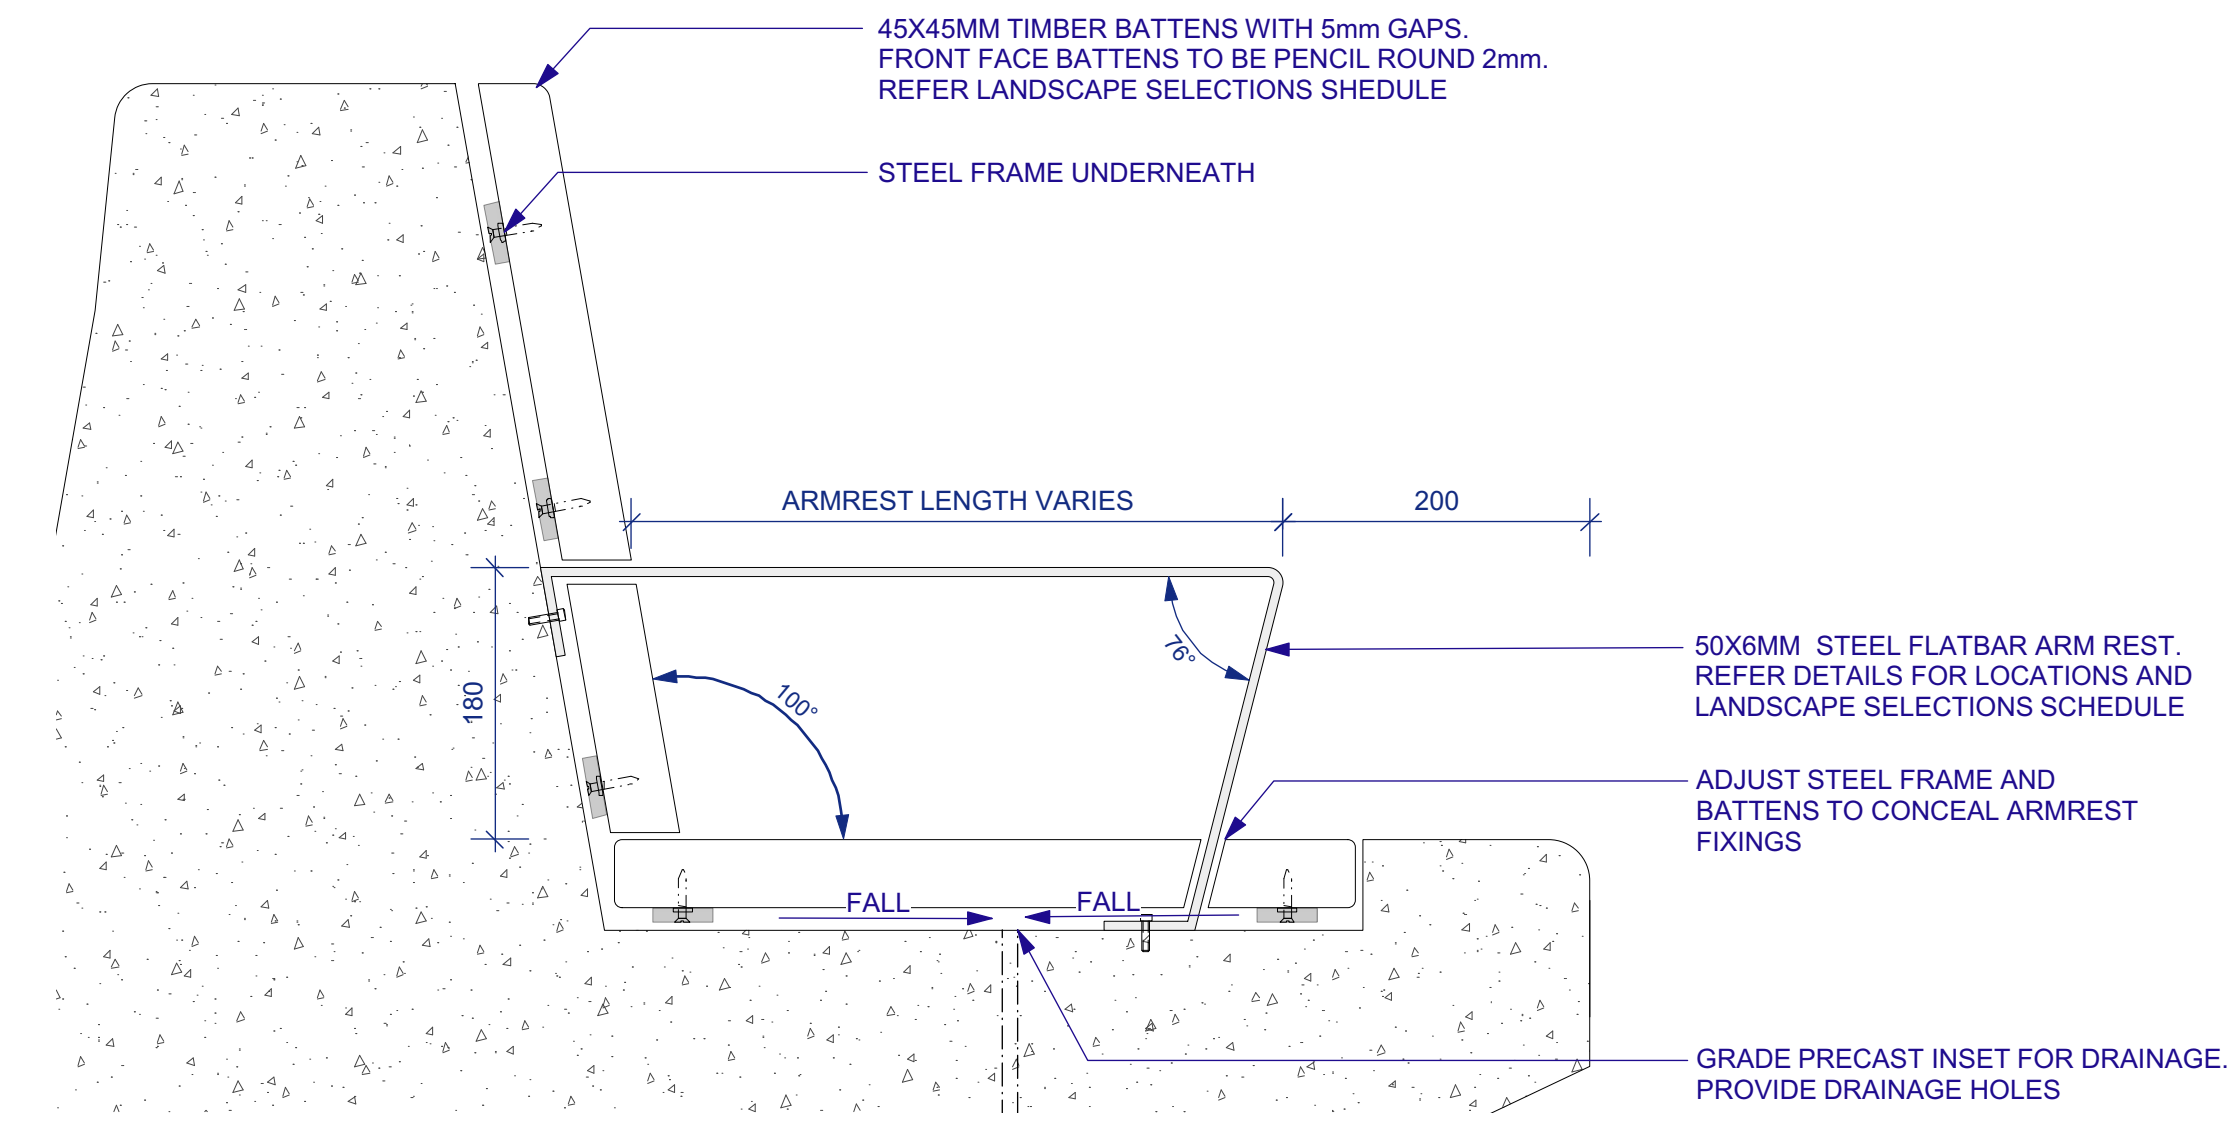 45X45MM TIMBER BATTENS WITH 5mm GAPS.
FRONT FACE BATTENS TO BE PENCIL ROUND 2mm.
REFER LANDSCAPE SELECTIONS SHEDULE
STEEL FRAME UNDERNEATH
ARMREST LENGTH VARIES
200
180
100°
76°
50X6MM STEEL FLATBAR ARM REST.
REFER DETAILS FOR LOCATIONS AND
LANDSCAPE SELECTIONS SCHEDULE
ADJUST STEEL FRAME AND
BATTENS TO CONCEAL ARMREST
FIXINGS
FALL
FALL
GRADE PRECAST INSET FOR DRAINAGE.
PROVIDE DRAINAGE HOLES